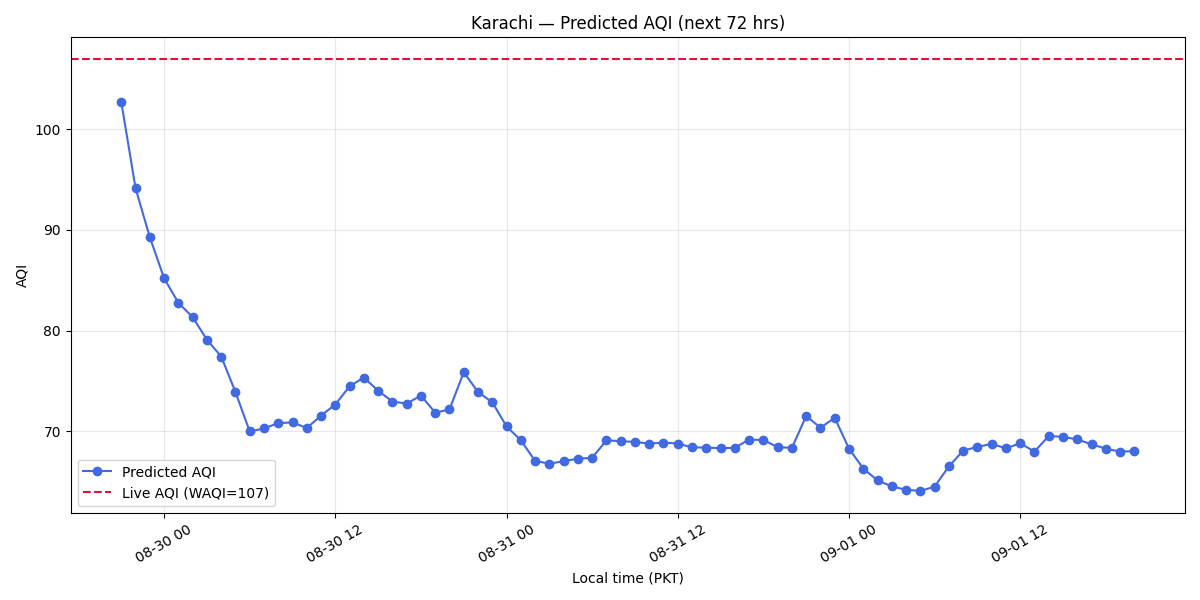 Karachi — Predicted AQI (next 72 hrs)
AQI
100
90
80
70
Predicted AQI
Live AQI (WAQI=107)
08-30 00
08-30 12
08-31 00
08-31 12
09-01 00
09-01 12
Local time (PKT)